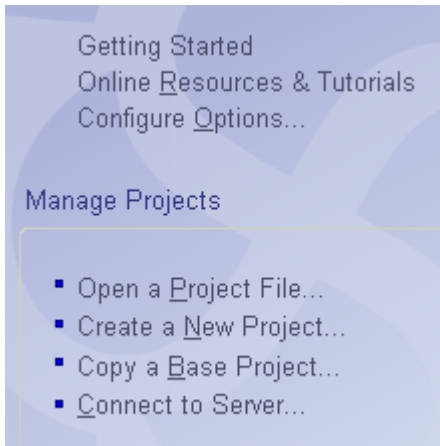 Getting Started
Online Resources & Tutorials
Configure Options...
Manage Projects
Open a Project File...
Create a New Project...
Copy a Base Project...
Connect to Server...